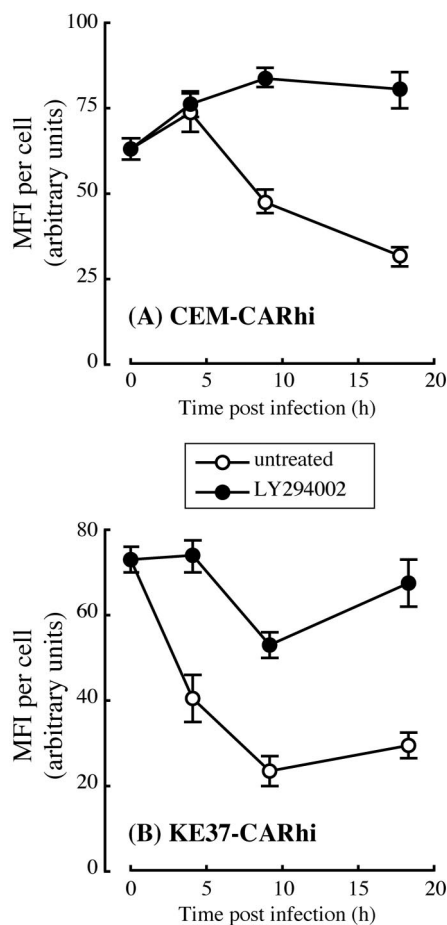 MFI per cell
(arbitrary units)
100
75
50
25
0
(A) CEM-CARhi
0 5 10 15 20
Time post infection (h)
untreated
LY294002
MFI per cell
(arbitrary units)
80
60
40
20
0
(B) KE37-CARhi
0 5 10 15 20
Time post infection (h)